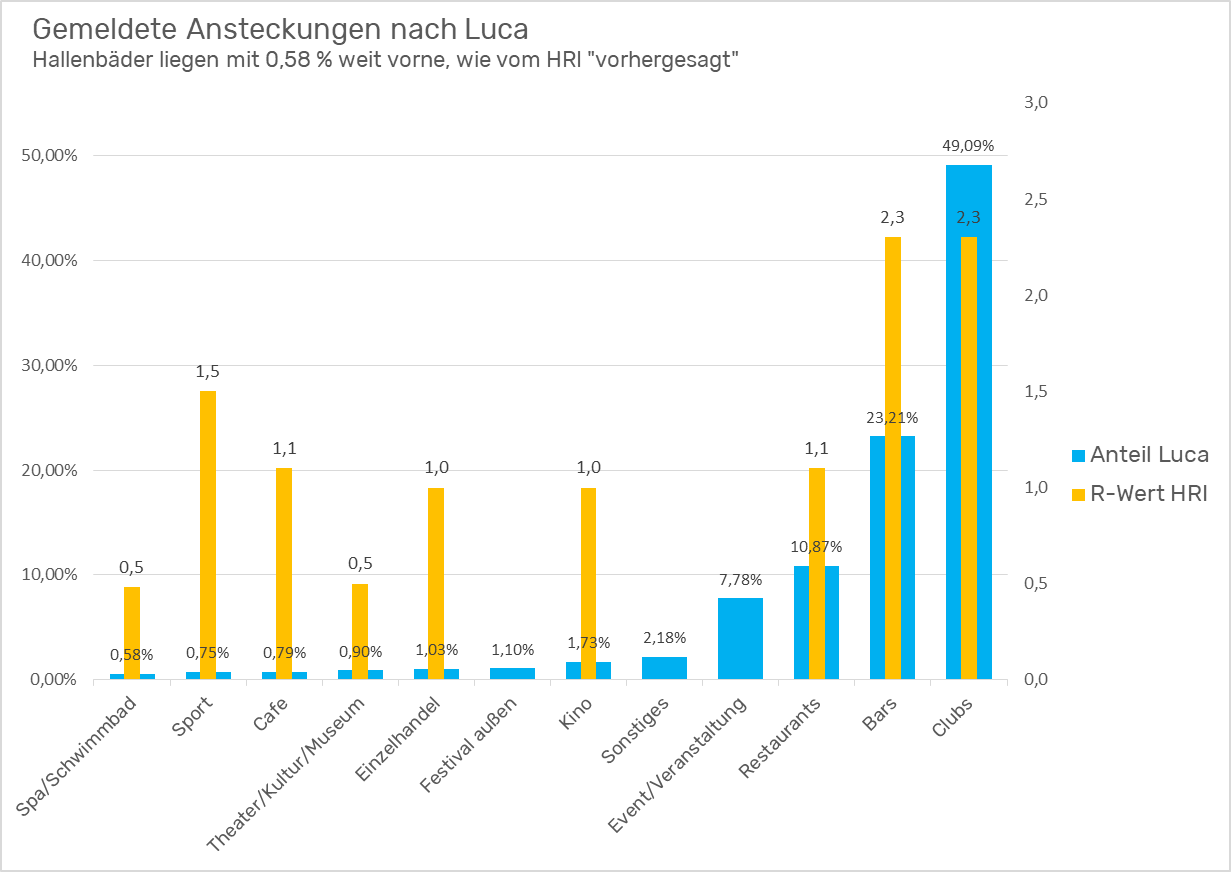 Gemeldete Ansteckungen nach Luca
Hallenbäder liegen mit 0,58 % weit vorne, wie vom HRI "vorhergesagt"
3,0
50,00%
49,09%
2,5
2,3
2,3
40,00%
2,0
30,00%
1,5
1,5
23,21%
1,1
1,1
Anteil Luca
20,00%
1,0
1,0
1,0
R-Wert HRI
10,87%
10,00%
0,5
0,5
7,78%
0,5
0,58%
0,75%
0,79%
0,90%
1,03%
1,10%
1,73%
2,18%
0,00%
0,0
Spa/Schwimmbad
Sport
Cafe
Theater/Kultur/Museum
Einzelhandel
Festival außen
Kino
Sonstiges
Event/Veranstaltung
Restaurants
Bars
Clubs